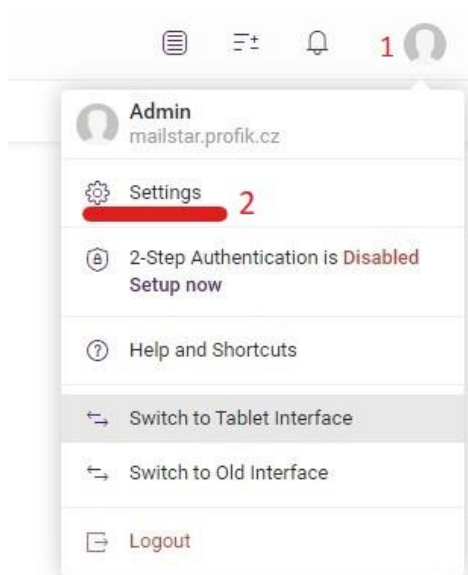 1
Admin
mailstar.profik.cz
Settings
2
2-Step Authentication is Disabled
Setup now
Help and Shortcuts
Switch to Tablet Interface
Switch to Old Interface
Logout